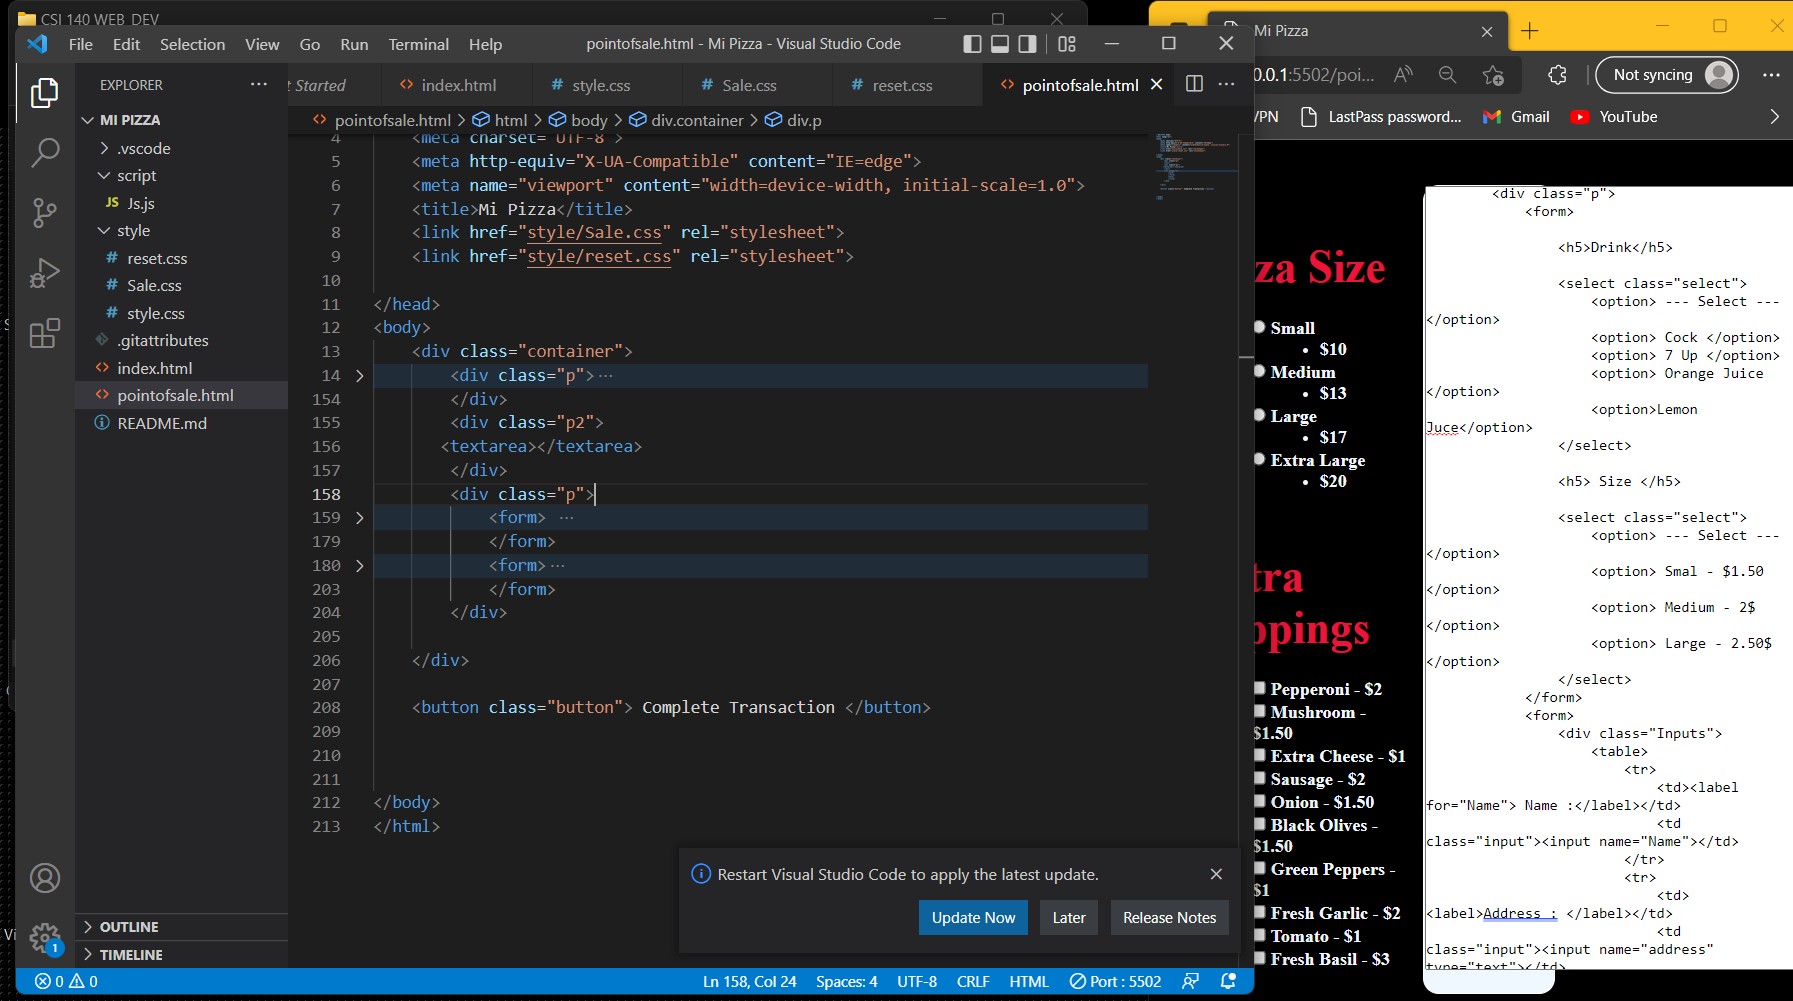 CSI 140 WEB_DEV
File Edit Selection View Go Run Terminal Help
pointofsale.html - Mi Pizza - Visual Studio Code
EXPLORER
MI PIZZA
.vscode
script
JS Js.js
style
# reset.css
# Sale.css
# style.css
.gitattributes
<> index.html
<> pointofsale.html
README.md
OUTLINE
TIMELINE
t Started
<> index.html
# style.css
# Sale.css
# reset.css
<> pointofsale.html
<> pointofsale.html > html > body > div.container > div.p
4 <meta charset="UTF-8">
5 <meta http-equiv="X-UA-Compatible" content="IE=edge">
6 <meta name="viewport" content="width=device-width, initial-scale=1.0">
7 <title>Mi Pizza</title>
8 <link href="style/Sale.css" rel="stylesheet">
9 <link href="style/reset.css" rel="stylesheet">
10
11 </head>
12 <body>
13 <div class="container">
14 <div class="p">···
154 </div>
155 <div class="p2">
156 <textarea></textarea>
157 </div>
158 <div class="p">
159 <form> ···
179 </form>
180 <form>···
203 </form>
204 </div>
205
206 </div>
207
208 <button class="button"> Complete Transaction </button>
209
210
211
212 </body>
213 </html>
Restart Visual Studio Code to apply the latest update.
Update Now Later Release Notes
1
0 0
Ln 158, Col 24 Spaces: 4 UTF-8 CRLF HTML Port : 5502
Mi Pizza
0.0.1:5502/poi...
Not syncing
VPN LastPass password... Gmail YouTube
za Size
Small
• $10
Medium
• $13
Large
• $17
Extra Large
• $20
tra
ppings
Pepperoni - $2
Mushroom -
$1.50
Extra Cheese - $1
Sausage - $2
Onion - $1.50
Black Olives -
$1.50
Green Peppers -
$1
Fresh Garlic - $2
Tomato - $1
Fresh Basil - $3
<div class="p">
<form>
<h5>Drink</h5>
<select class="select">
<option> --- Select ---
</option>
<option> Cock </option>
<option> 7 Up </option>
<option> Orange Juice
</option>
<option>Lemon
Juce</option>
</select>
<h5> Size </h5>
<select class="select">
<option> --- Select ---
</option>
<option> Smal - $1.50
</option>
<option> Medium - 2$
</option>
<option> Large - 2.50$
</option>
</select>
</form>
<form>
<div class="Inputs">
<table>
<tr>
<td><label
for="Name"> Name :</label></td>
<td
class="input"><input name="Name"></td>
</tr>
<tr>
<td>
<label>Address : </label></td>
<td
class="input"><input name="address"
type="text"></td>